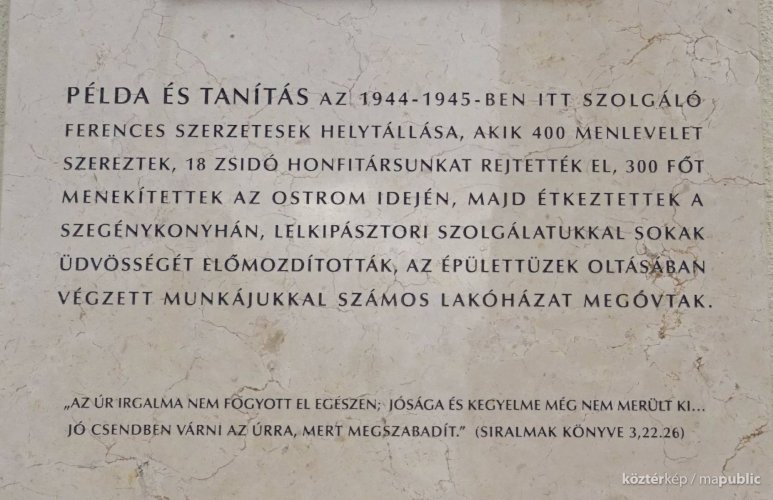 PÉLDA ÉS TANÍTÁS AZ 1944-1945-BEN ITT SZOLGÁLÓ
FERENCES SZERZETESEK HELYTÁLLÁSA, AKIK 400 MENLEVELET
SZEREZTEK, 18 ZSIDÓ HONFITÁRSUNKAT REJTETTÉK EL, 300 FŐT
MENEKÍTETTEK AZ OSTROM IDEJÉN, MAJD ÉTKEZTETTEK A
SZEGÉNYKONYHÁN, LELKIPÁSZTORI SZOLGÁLATUKKAL SOKAK
ÜDVÖSSÉGÉT ELŐMOZDÍTOTTÁK, AZ ÉPÜLETTÜZEK OLTÁSÁBAN
VÉGZETT MUNKÁJUKKAL SZÁMOS LAKÓHÁZAT MEGÓVTAK.
„AZ ÚR IRGALMA NEM FOGYOTT EL EGÉSZEN; JÓSÁGA ÉS KEGYELME MÉG NEM MERÜLT KI...
JÓ CSENDBEN VÁRNI AZ ÚRRA, MERT MEGSZABADÍT.” (SIRALMAK KÖNYVE 3,22.26)
köztérkép / mapublic